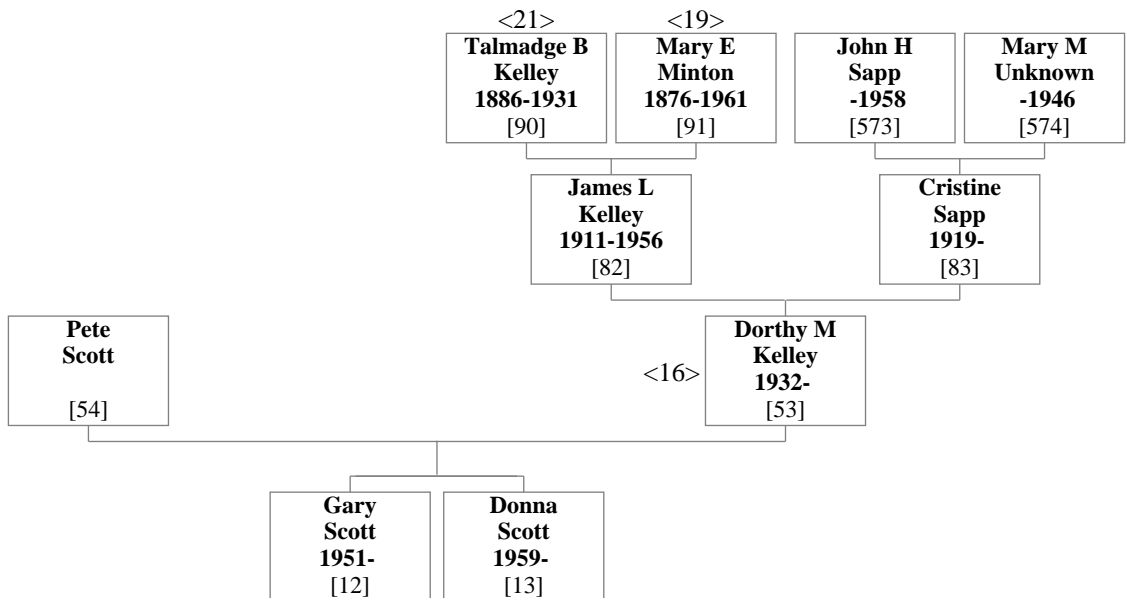 <21>
<19>
Talmadge B
Kelley
1886-1931
[90]
Mary E
Minton
1876-1961
[91]
John H
Sapp
-1958
[573]
Mary M
Unknown
-1946
[574]
James L
Kelley
1911-1956
[82]
Cristine
Sapp
1919-
[83]
Pete
Scott
[54]
<16>
Dorthy M
Kelley
1932-
[53]
Gary
Scott
1951-
[12]
Donna
Scott
1959-
[13]